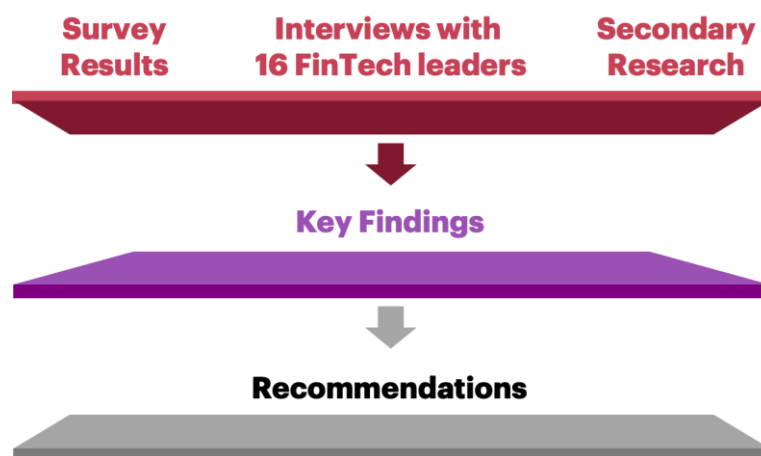 Survey
Results
Interviews with
16 FinTech leaders
Secondary
Research
Key Findings
Recommendations